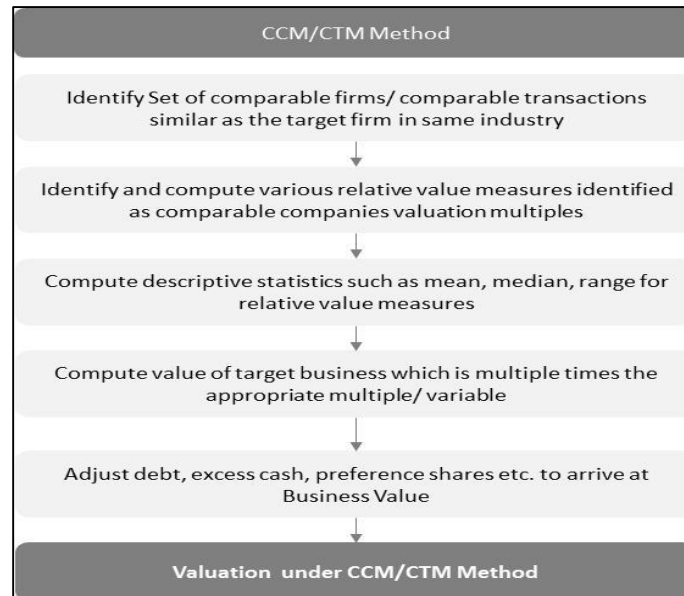 CCM/CTM Method
Identify Set of comparable firms/ comparable transactions
similar as the target firm in same industry
Identify and compute various relative value measures identified
as comparable companies valuation multiples
Compute descriptive statistics such as mean, median, range for
relative value measures
Compute value of target business which is multiple times the
appropriate multiple/ variable
Adjust debt, excess cash, preference shares etc. to arrive at
Business Value
Valuation under CCM/CTM Method